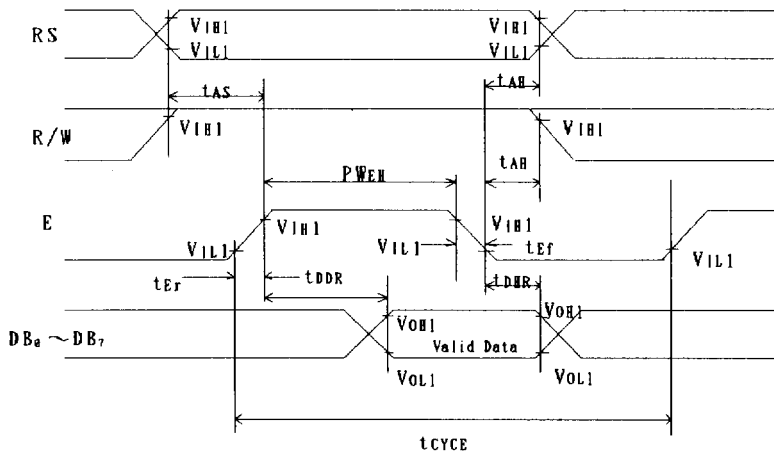 RS
VIH1
VIL1
VIH1
VIL1
tAS
tAH
R/W
VIH1
VIH1
tAH
PWEH
E
VIL1
VIH1
VIL1
VIH1
tEf
VIL1
tEr
tDDR
tDHR
DB0 ~DB7
VOH1
Valid Data
VOH1
VOL1
VOL1
tCYCE